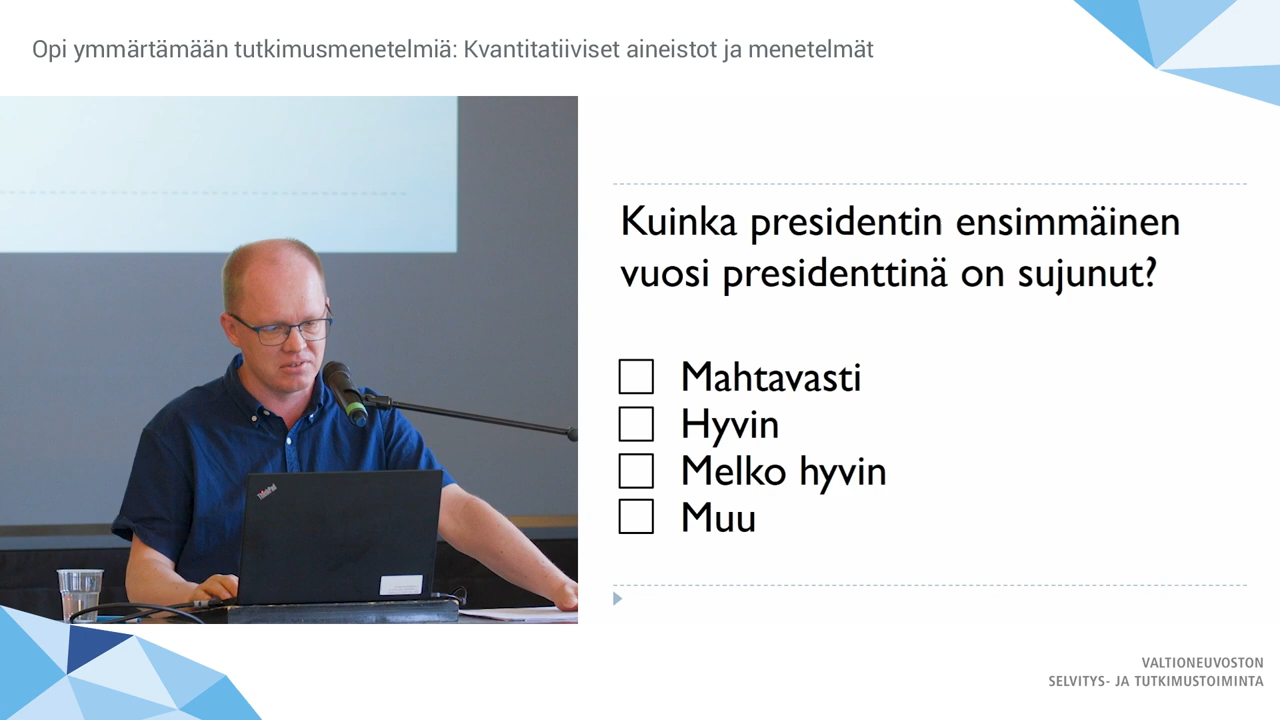 Opi ymmärtämään tutkimusmenetelmiä: Kvantitatiiviset aineistot ja menetelmät
Kuinka presidentin ensimmäinen
vuosi presidenttinä on sujunut?
Mahtavasti
Hyvin
Melko hyvin
Muu
ThinkPad
VALTIONEUVOSTON
SELVITYS- JA TUTKIMUSTOIMINTA